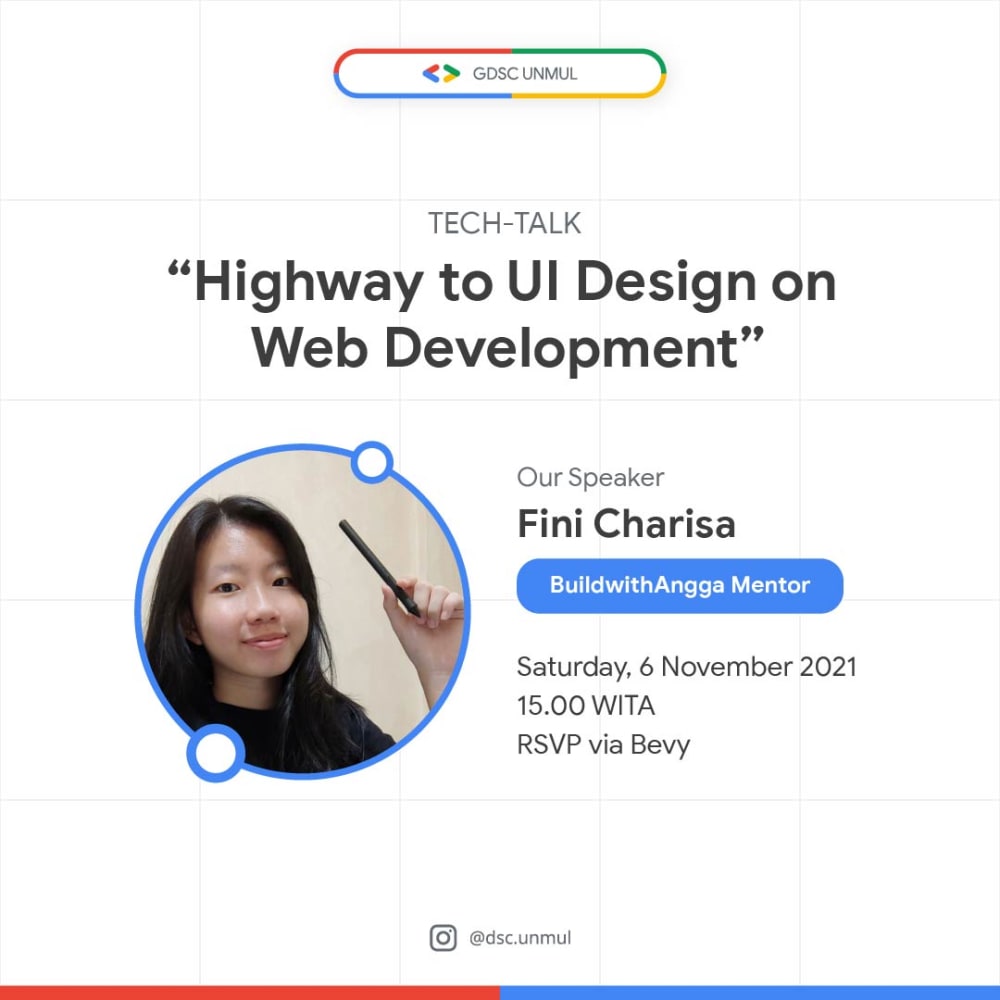 GDSC UNMUL
TECH-TALK
“Highway to UI Design on
Web Development”
Our Speaker
Fini Charisa
BuildwithAngga Mentor
Saturday, 6 November 2021
15.00 WITA
RSVP via Bevy
@dsc.unmul